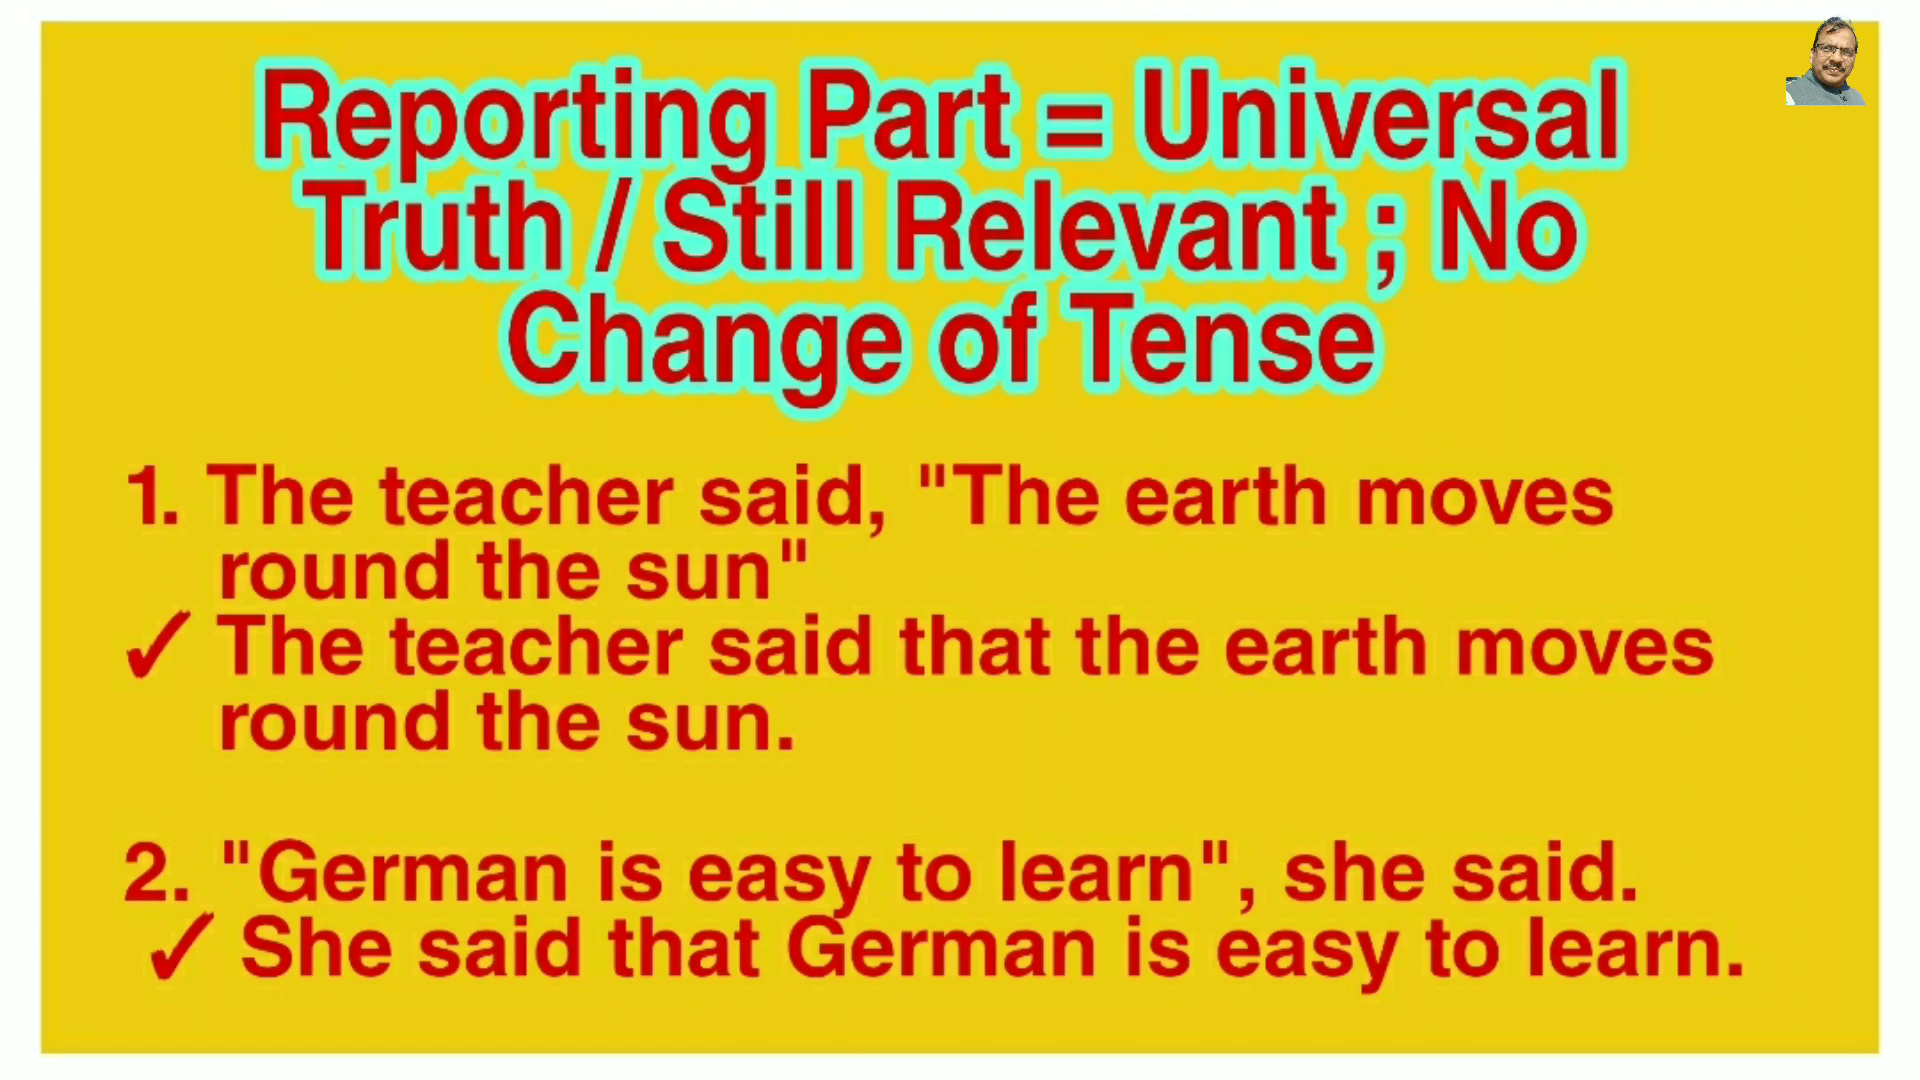 Reporting Part = Universal
Truth / Still Relevant ; No
Change of Tense
1. The teacher said, "The earth moves
round the sun"
✓ The teacher said that the earth moves
round the sun.
2. "German is easy to learn", she said.
✓ She said that German is easy to learn.